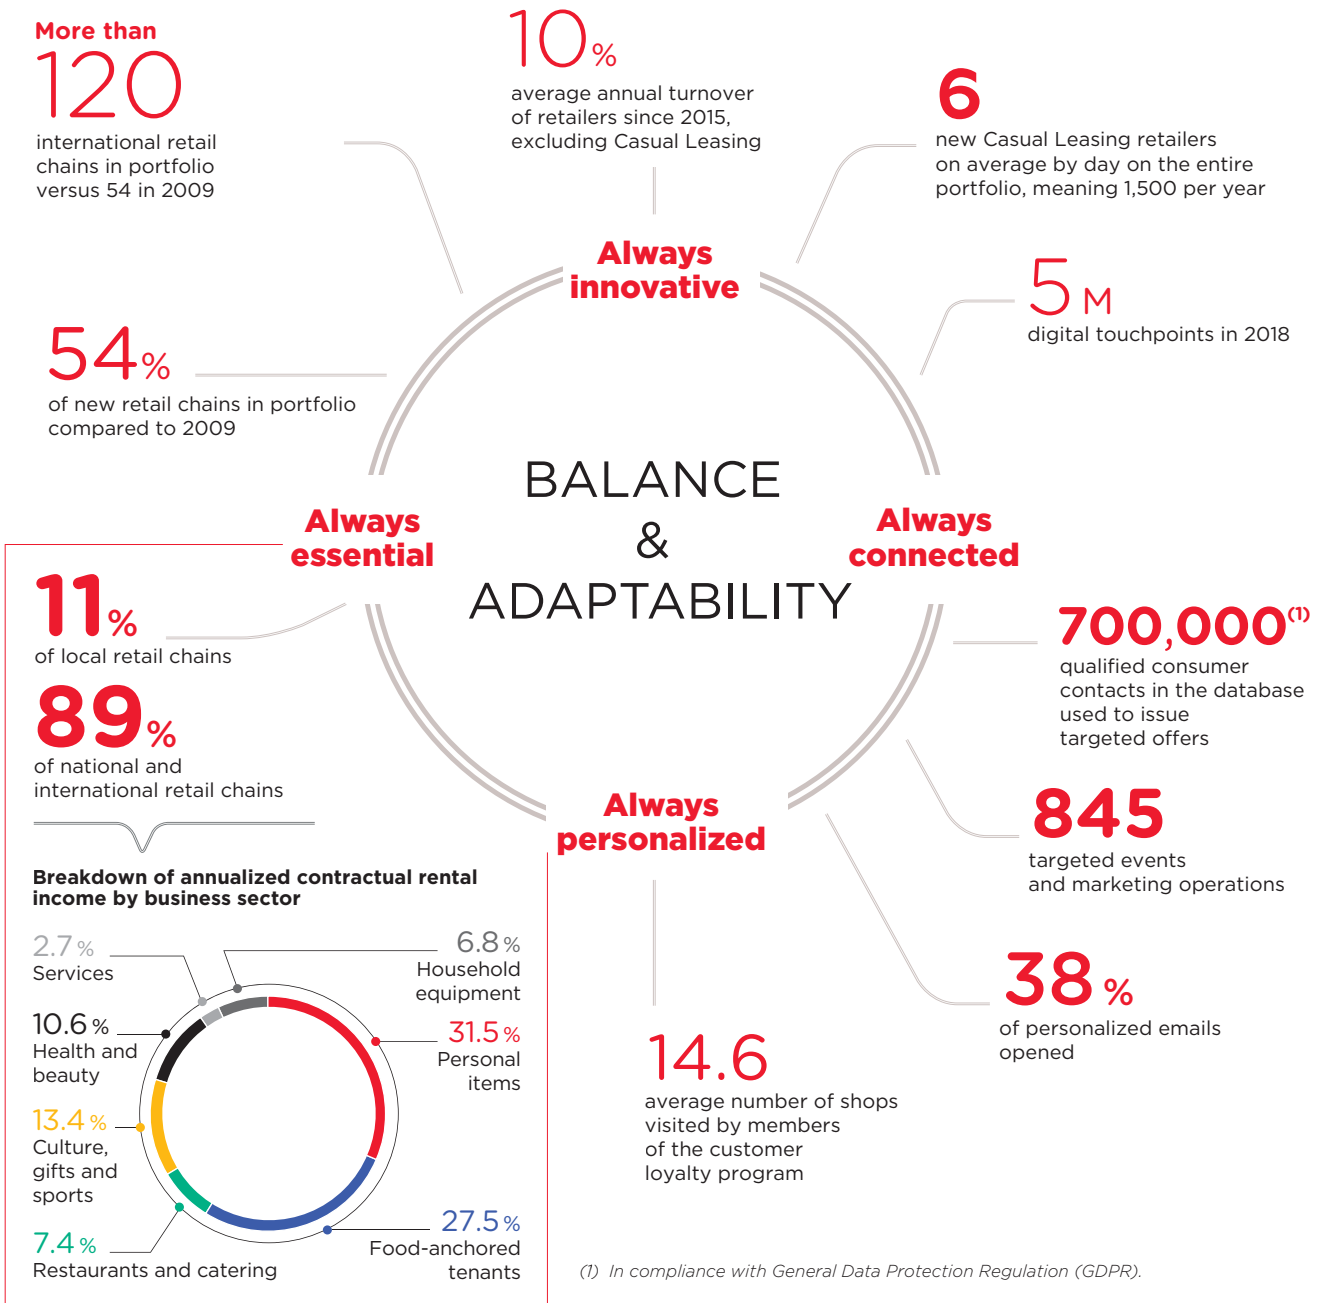 More than
120
international retail
chains in portfolio
versus 54 in 2009
10%
average annual turnover
of retailers since 2015,
excluding Casual Leasing
6
new Casual Leasing retailers
on average by day on the entire
portfolio, meaning 1,500 per year
Always
innovative
5 M
digital touchpoints in 2018
54%
of new retail chains in portfolio
compared to 2009
BALANCE
&
ADAPTABILITY
Always
essential
Always
connected
11%
of local retail chains
89%
of national and
international retail chains
700,000(1)
qualified consumer
contacts in the database
used to issue
targeted offers
845
targeted events
and marketing operations
Always
personalized
38 %
of personalized emails
opened
14.6
average number of shops
visited by members
of the customer
loyalty program
Breakdown of annualized contractual rental
income by business sector
2.7 %
Services
6.8 %
Household
equipment
10.6 %
Health and
beauty
31.5 %
Personal
items
13.4 %
Culture,
gifts and
sports
7.4 %
Restaurants and catering
27.5 %
Food-anchored
tenants
(1) In compliance with General Data Protection Regulation (GDPR).